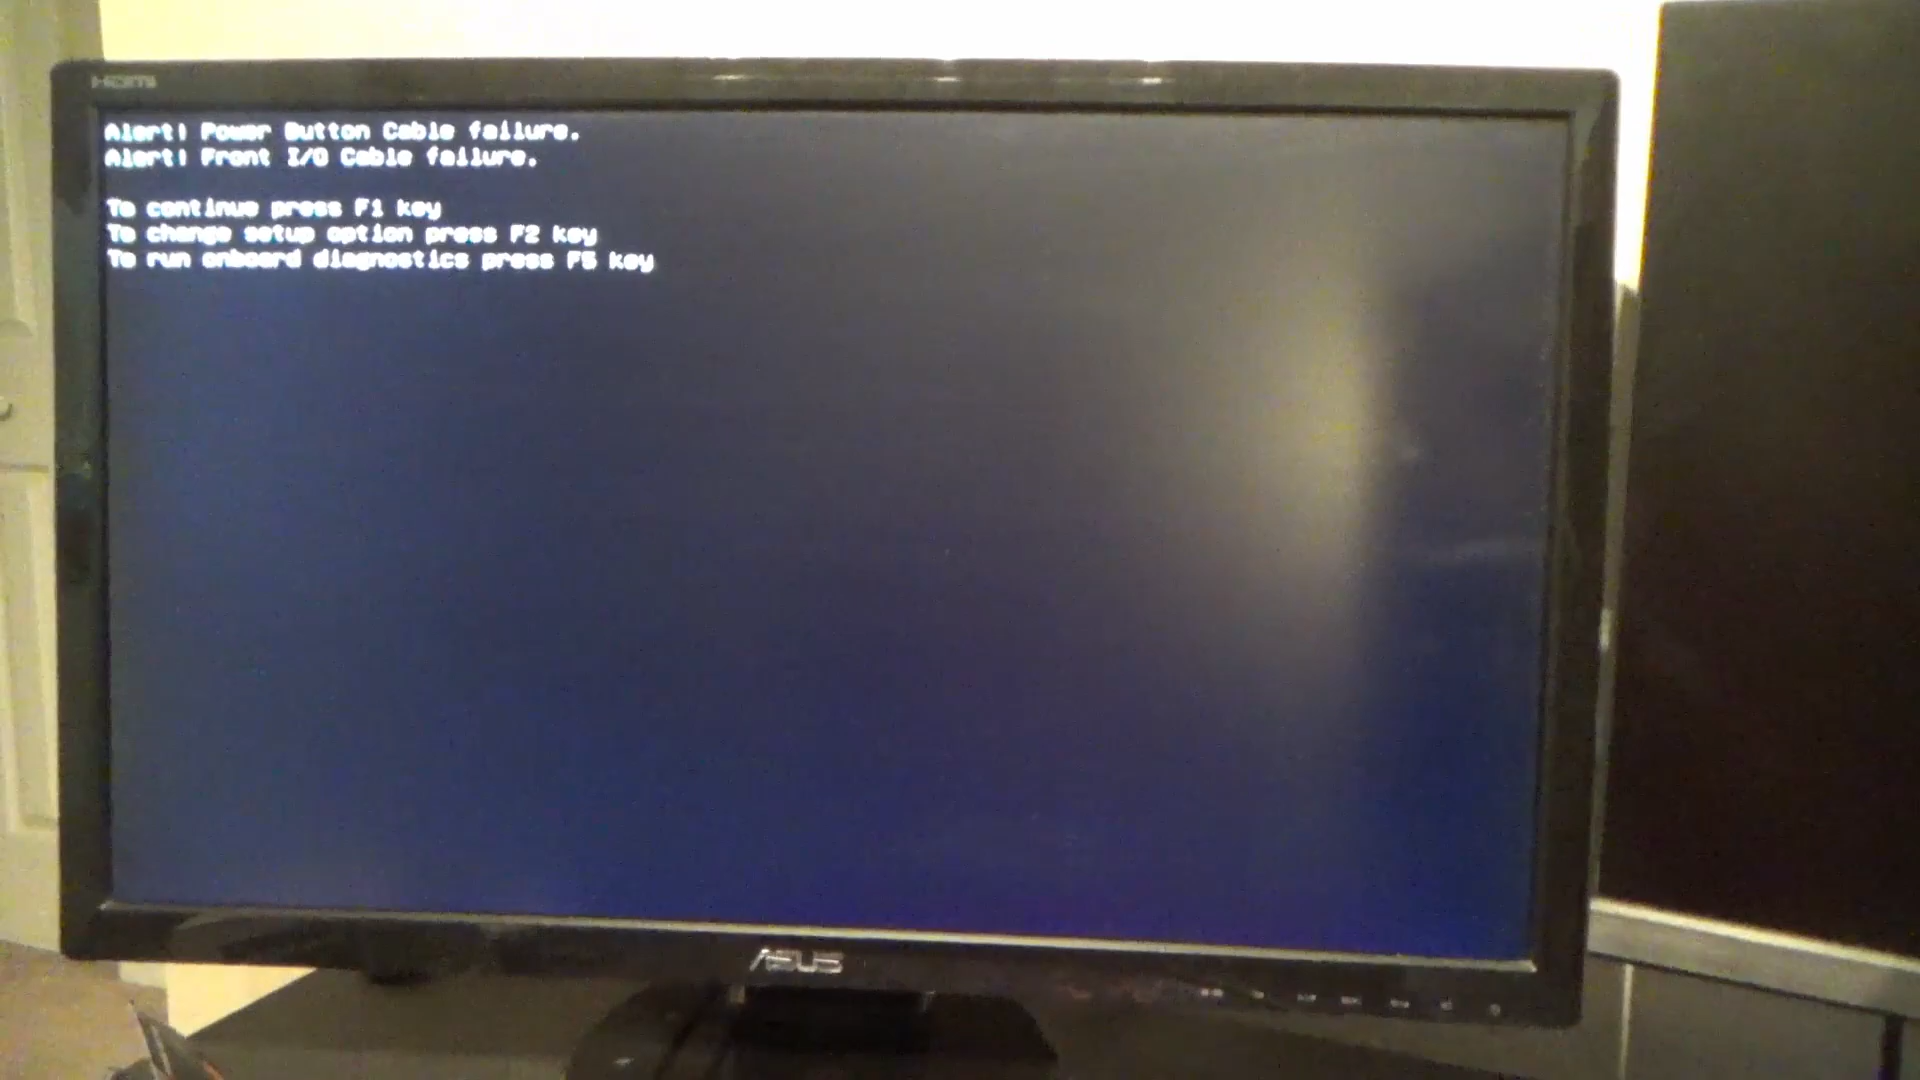 HDMI
Alert! Power Button Cable failure.
Alert! Front I/O Cable failure.
To continue press F1 key
To change setup option press F2 key
To run onboard diagnostics press F5 key
ASUS